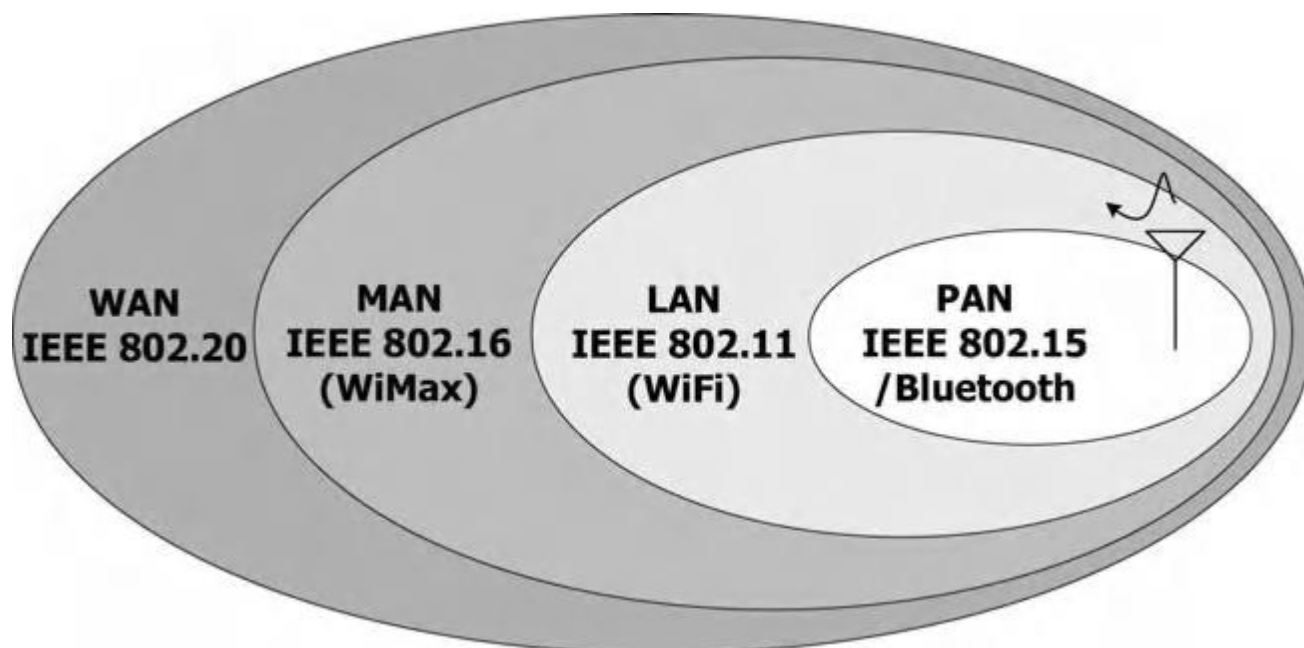 WAN
IEEE 802.20
MAN
IEEE 802.16
(WiMax)
LAN
IEEE 802.11
(WiFi)
PAN
IEEE 802.15
/Bluetooth